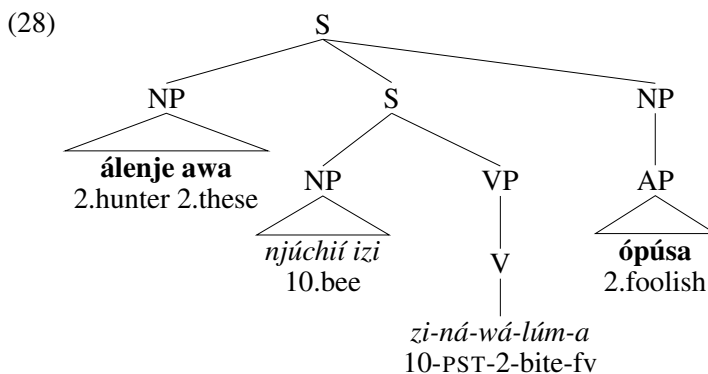 (28)
S
NP S NP
álenje awa
2.hunter 2.these
NP VP AP
njúchií izi
10.bee
V
ópúsa
2.foolish
zi-ná-wá-lúm-a
10-PST-2-bite-fv